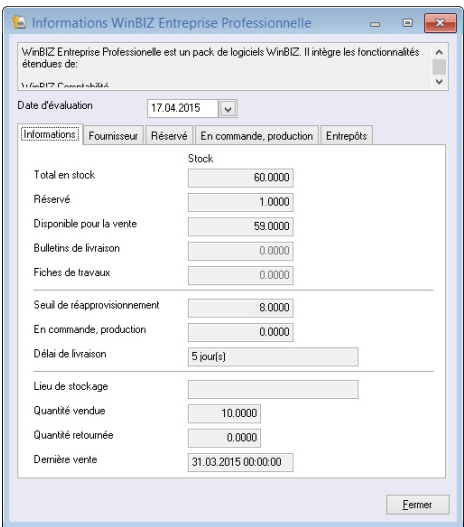 Informations WinBIZ Entreprise Professionnelle
WinBIZ Entreprise Professionelle est un pack de logiciels WinBIZ. Il intègre les fonctionnalités
étendues de:
WinBIZ Comptabilité
Date d'évaluation 17.04.2015
Informations Fournisseur Réservé En commande, production Entrepôts
Stock
Total en stock 60.0000
Réservé 1.0000
Disponible pour la vente 59.0000
Bulletins de livraison 0.0000
Fiches de travaux 0.0000
Seuil de réapprovisionnement 8.0000
En commande, production 0.0000
Délai de livraison 5 jour(s)
Lieu de stockage
Quantité vendue 10.0000
Quantité retournée 0.0000
Dernière vente 31.03.2015 00:00:00
Fermer